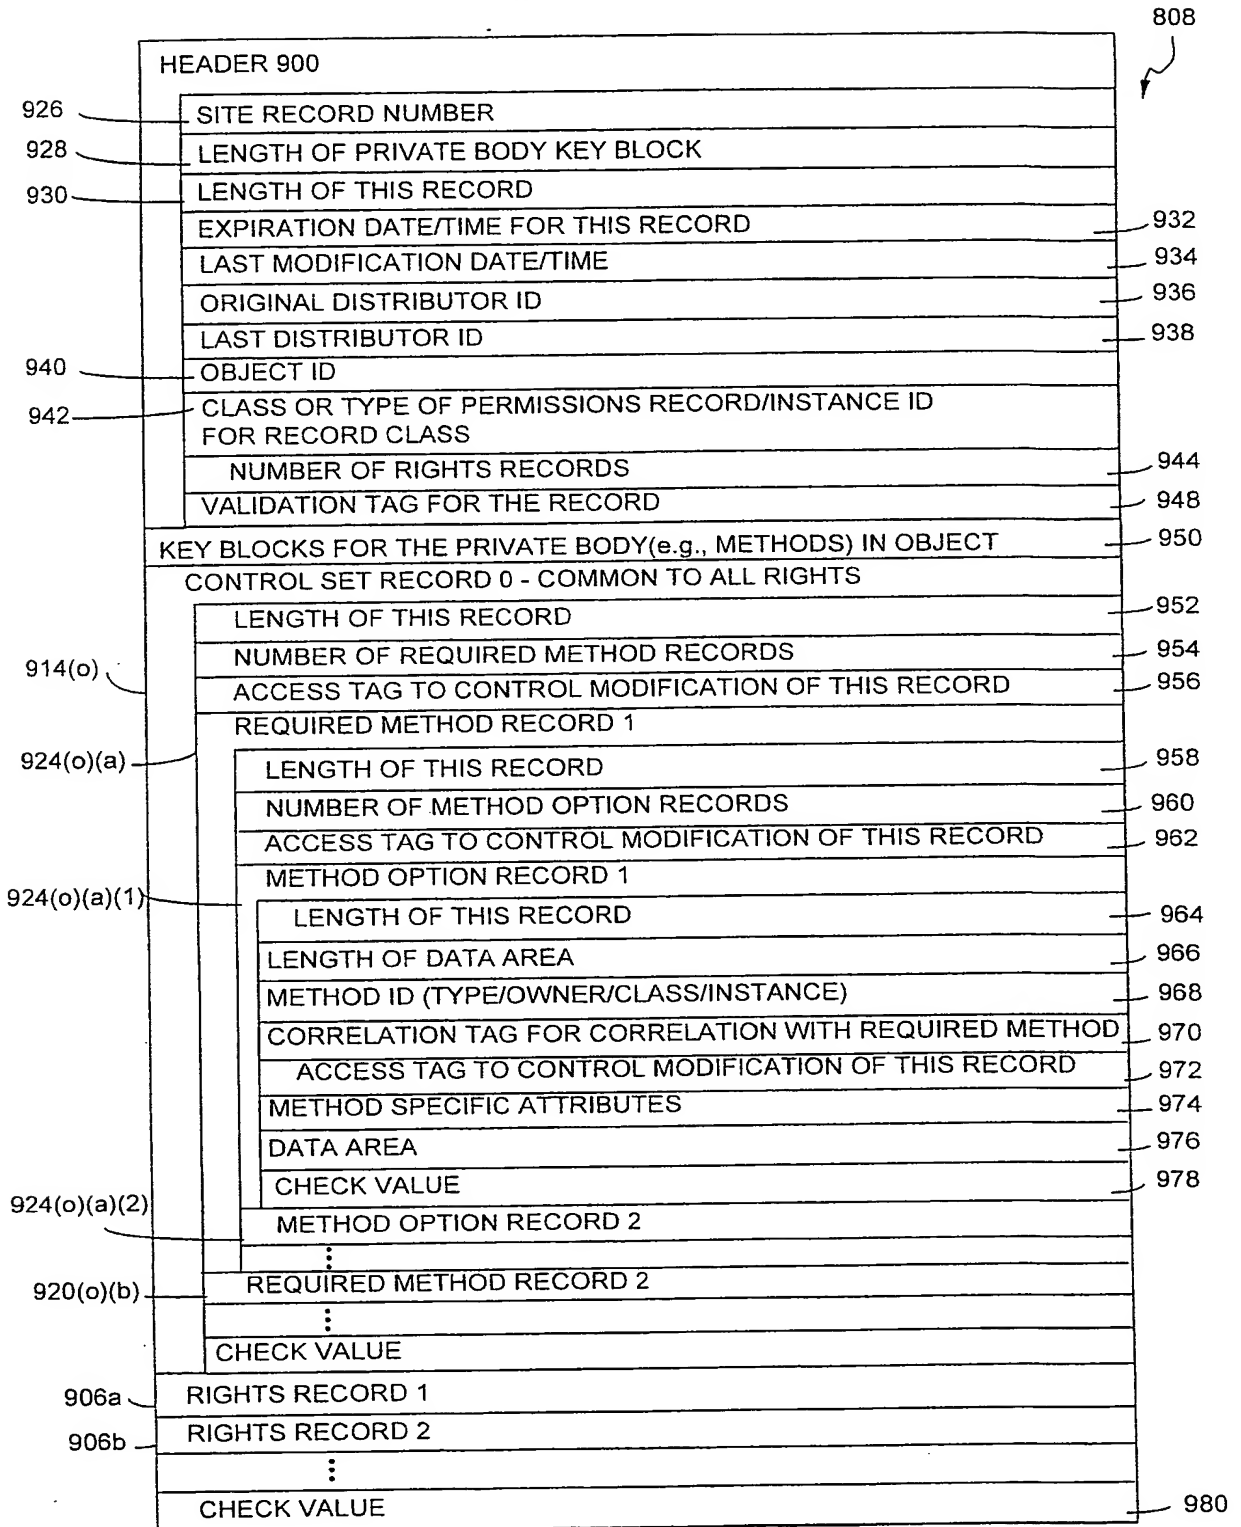 808
HEADER 900
926 SITE RECORD NUMBER
928 LENGTH OF PRIVATE BODY KEY BLOCK
930 LENGTH OF THIS RECORD
EXPIRATION DATE/TIME FOR THIS RECORD 932
LAST MODIFICATION DATE/TIME 934
ORIGINAL DISTRIBUTOR ID 936
LAST DISTRIBUTOR ID 938
940 OBJECT ID
942 CLASS OR TYPE OF PERMISSIONS RECORD/INSTANCE ID
FOR RECORD CLASS
NUMBER OF RIGHTS RECORDS 944
VALIDATION TAG FOR THE RECORD 948
KEY BLOCKS FOR THE PRIVATE BODY(e.g., METHODS) IN OBJECT 950
CONTROL SET RECORD 0 - COMMON TO ALL RIGHTS
LENGTH OF THIS RECORD 952
914(o) NUMBER OF REQUIRED METHOD RECORDS 954
ACCESS TAG TO CONTROL MODIFICATION OF THIS RECORD 956
REQUIRED METHOD RECORD 1
924(o)(a) LENGTH OF THIS RECORD 958
NUMBER OF METHOD OPTION RECORDS 960
ACCESS TAG TO CONTROL MODIFICATION OF THIS RECORD 962
METHOD OPTION RECORD 1
924(o)(a)(1) LENGTH OF THIS RECORD 964
LENGTH OF DATA AREA 966
METHOD ID (TYPE/OWNER/CLASS/INSTANCE) 968
CORRELATION TAG FOR CORRELATION WITH REQUIRED METHOD 970
ACCESS TAG TO CONTROL MODIFICATION OF THIS RECORD 972
METHOD SPECIFIC ATTRIBUTES 974
DATA AREA 976
CHECK VALUE 978
924(o)(a)(2) METHOD OPTION RECORD 2
920(o)(b) REQUIRED METHOD RECORD 2
CHECK VALUE
906a RIGHTS RECORD 1
906b RIGHTS RECORD 2
CHECK VALUE 980